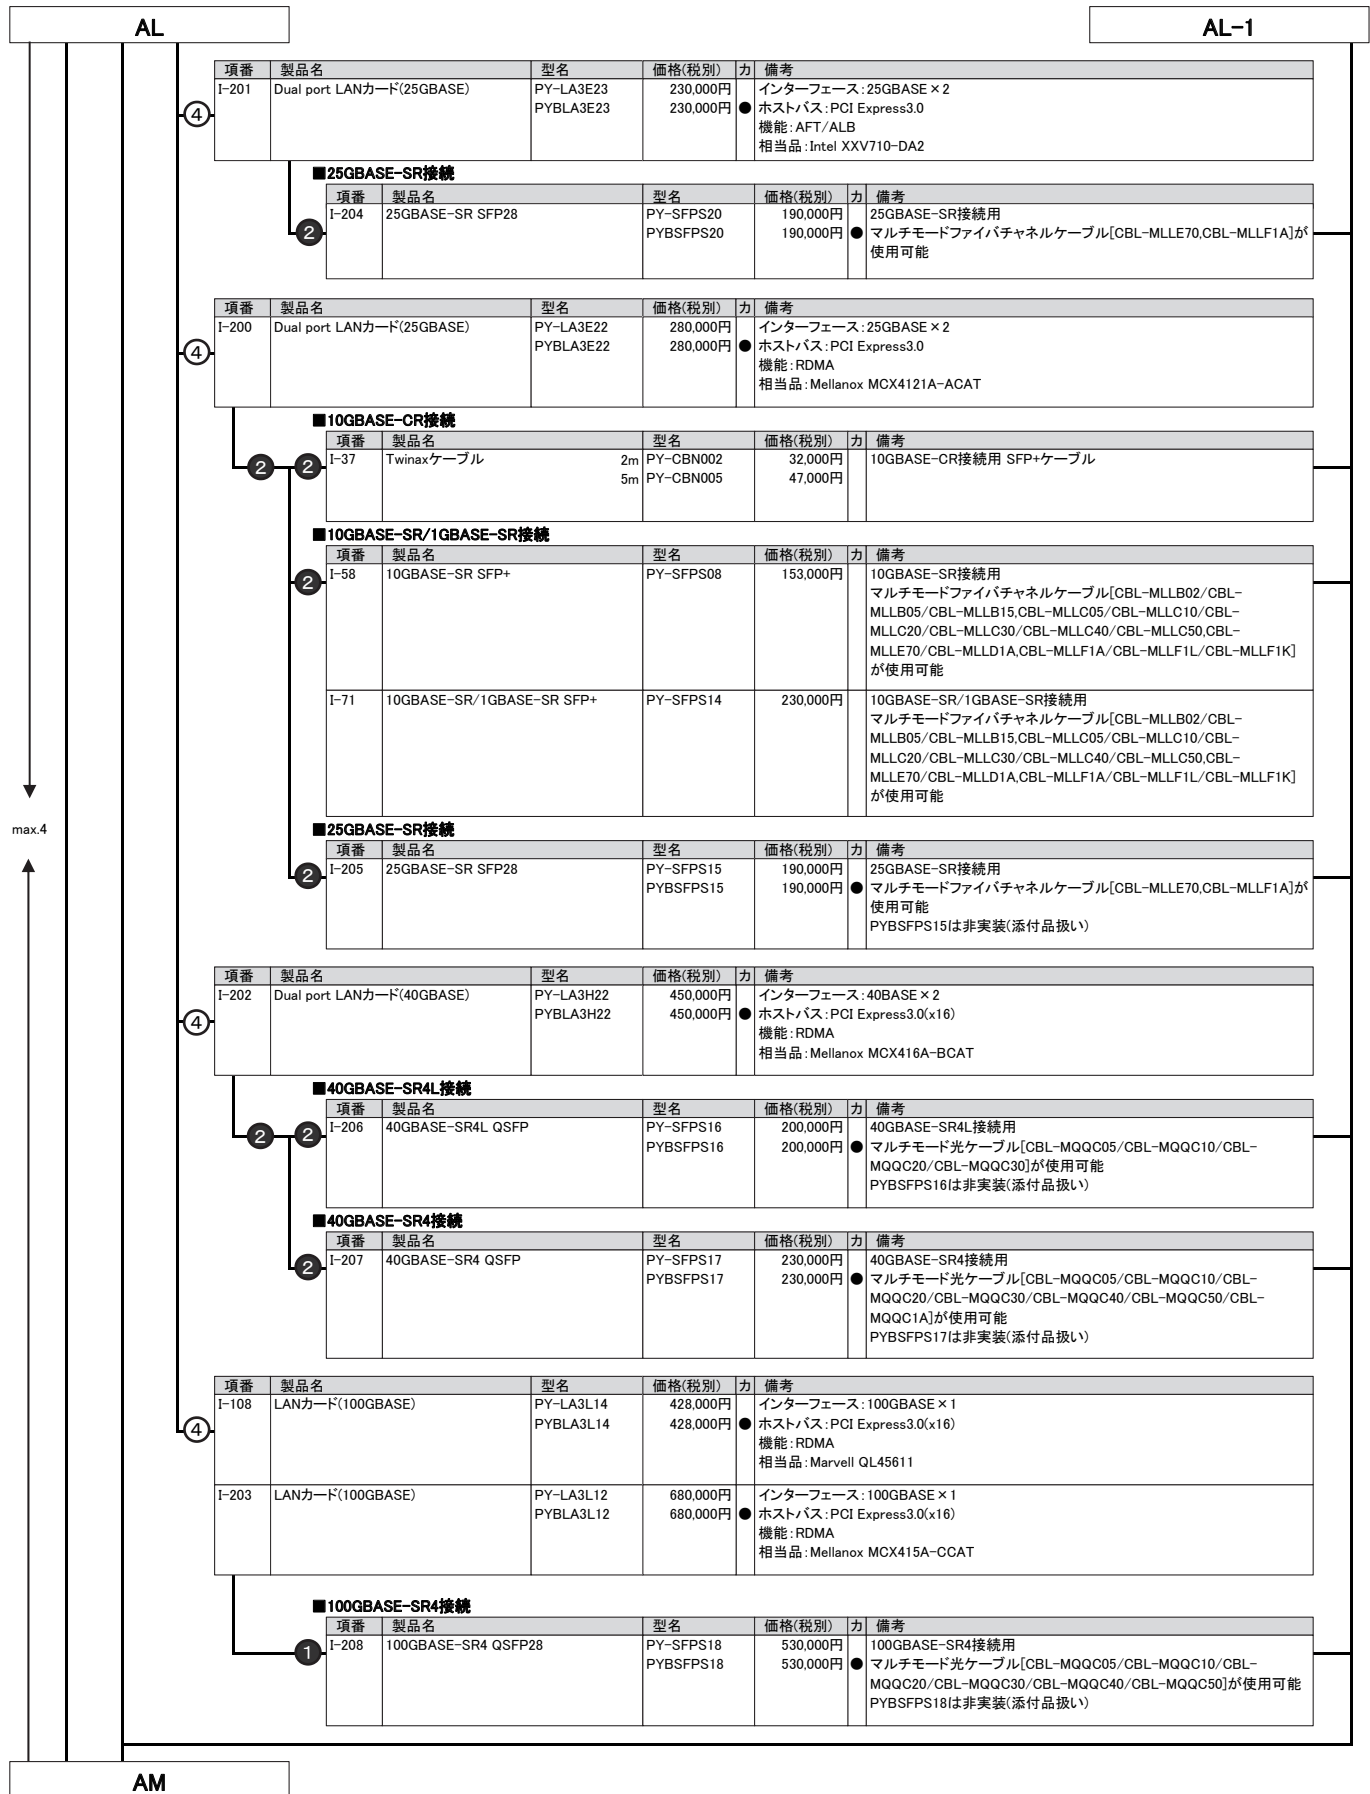 AL
AL-1
項番 製品名 型名 価格(税別) カ 備考
I-201 Dual port LANカード(25GBASE) PY-LA3E23 230,000円 インターフェース:25GBASE×2
④ PYBLA3E23 230,000円 ● ホストバス:PCI Express3.0
機能:AFT/ALB
相当品:Intel XXV710-DA2
■25GBASE-SR接続
項番 製品名 型名 価格(税別) カ 備考
I-204 25GBASE-SR SFP28 PY-SFPS20 190,000円 25GBASE-SR接続用
❷ PYBSFPS20 190,000円 ● マルチモードファイバチャネルケーブル[CBL-MLLE70,CBL-MLLF1A]が
使用可能
項番 製品名 型名 価格(税別) カ 備考
I-200 Dual port LANカード(25GBASE) PY-LA3E22 280,000円 インターフェース:25GBASE×2
④ PYBLA3E22 280,000円 ● ホストバス:PCI Express3.0
機能:RDMA
相当品:Mellanox MCX4121A-ACAT
■10GBASE-CR接続
項番 製品名 型名 価格(税別) カ 備考
❷ ❷ I-37 Twinaxケーブル 2m PY-CBN002 32,000円 10GBASE-CR接続用 SFP+ケーブル
5m PY-CBN005 47,000円
■10GBASE-SR/1GBASE-SR接続
項番 製品名 型名 価格(税別) カ 備考
❷ I-58 10GBASE-SR SFP+ PY-SFPS08 153,000円 10GBASE-SR接続用
マルチモードファイバチャネルケーブル[CBL-MLLB02/CBL-
MLLB05/CBL-MLLB15,CBL-MLLC05/CBL-MLLC10/CBL-
MLLC20/CBL-MLLC30/CBL-MLLC40/CBL-MLLC50,CBL-
MLLE70/CBL-MLLD1A,CBL-MLLF1A/CBL-MLLF1L/CBL-MLLF1K]
が使用可能
I-71 10GBASE-SR/1GBASE-SR SFP+ PY-SFPS14 230,000円 10GBASE-SR/1GBASE-SR接続用
マルチモードファイバチャネルケーブル[CBL-MLLB02/CBL-
MLLB05/CBL-MLLB15,CBL-MLLC05/CBL-MLLC10/CBL-
MLLC20/CBL-MLLC30/CBL-MLLC40/CBL-MLLC50,CBL-
MLLE70/CBL-MLLD1A,CBL-MLLF1A/CBL-MLLF1L/CBL-MLLF1K]
が使用可能
max.4
■25GBASE-SR接続
項番 製品名 型名 価格(税別) カ 備考
I-205 25GBASE-SR SFP28 PY-SFPS15 190,000円 25GBASE-SR接続用
❷ PYBSFPS15 190,000円 ● マルチモードファイバチャネルケーブル[CBL-MLLE70,CBL-MLLF1A]が
使用可能
PYBSFPS15は非実装(添付品扱い)
項番 製品名 型名 価格(税別) カ 備考
I-202 Dual port LANカード(40GBASE) PY-LA3H22 450,000円 インターフェース:40BASE×2
④ PYBLA3H22 450,000円 ● ホストバス:PCI Express3.0(x16)
機能:RDMA
相当品:Mellanox MCX416A-BCAT
■40GBASE-SR4L接続
項番 製品名 型名 価格(税別) カ 備考
❷ ❷ I-206 40GBASE-SR4L QSFP PY-SFPS16 200,000円 40GBASE-SR4L接続用
PYBSFPS16 200,000円 ● マルチモード光ケーブル[CBL-MQQC05/CBL-MQQC10/CBL-
MQQC20/CBL-MQQC30]が使用可能
PYBSFPS16は非実装(添付品扱い)
■40GBASE-SR4接続
項番 製品名 型名 価格(税別) カ 備考
❷ I-207 40GBASE-SR4 QSFP PY-SFPS17 230,000円 40GBASE-SR4接続用
PYBSFPS17 230,000円 ● マルチモード光ケーブル[CBL-MQQC05/CBL-MQQC10/CBL-
MQQC20/CBL-MQQC30/CBL-MQQC40/CBL-MQQC50/CBL-
MQQC1A]が使用可能
PYBSFPS17は非実装(添付品扱い)
項番 製品名 型名 価格(税別) カ 備考
I-108 LANカード(100GBASE) PY-LA3L14 428,000円 インターフェース:100GBASE×1
④ PYBLA3L14 428,000円 ● ホストバス:PCI Express3.0(x16)
機能:RDMA
相当品:Marvell QL45611
I-203 LANカード(100GBASE) PY-LA3L12 680,000円 インターフェース:100GBASE×1
PYBLA3L12 680,000円 ● ホストバス:PCI Express3.0(x16)
機能:RDMA
相当品:Mellanox MCX415A-CCAT
■100GBASE-SR4接続
項番 製品名 型名 価格(税別) カ 備考
❶ I-208 100GBASE-SR4 QSFP28 PY-SFPS18 530,000円 100GBASE-SR4接続用
PYBSFPS18 530,000円 ● マルチモード光ケーブル[CBL-MQQC05/CBL-MQQC10/CBL-
MQQC20/CBL-MQQC30/CBL-MQQC40/CBL-MQQC50]が使用可能
PYBSFPS18は非実装(添付品扱い)
AM